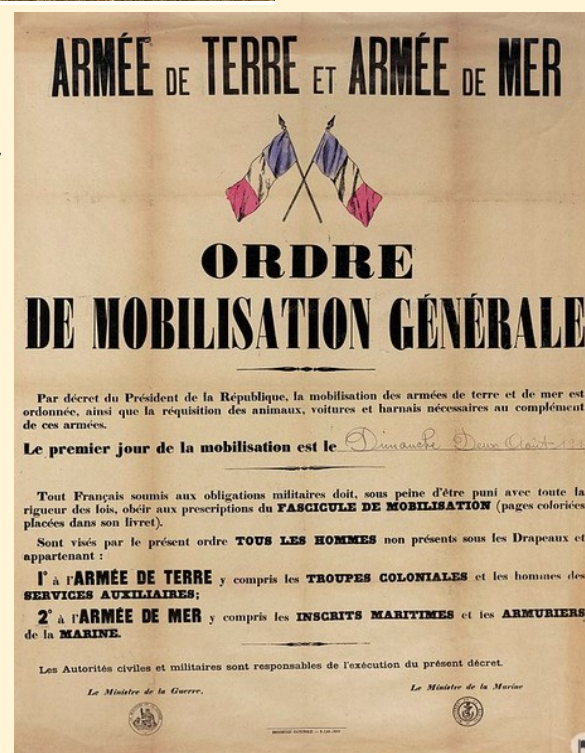 ARMÉE DE TERRE ET ARMÉE DE MER
ORDRE
DE MOBILISATION GÉNÉRALE
Par décret du Président de la République, la mobilisation des armées de terre et de mer est
ordonnée, ainsi que la réquisition des animaux, voitures et harnais nécessaires au complément
de ces armées.
Le premier jour de la mobilisation est le Dimanche Deux Août 191
Tout Français soumis aux obligations militaires doit, sous peine d'être puni avec toute la
rigueur des lois, obéir aux prescriptions du FASCICULE DE MOBILISATION (pages coloriées
placées dans son livret).
Sont visés par le présent ordre TOUS LES HOMMES non présents sous les Drapeaux et
appartenant :
1° à l'ARMÉE DE TERRE y compris les TROUPES COLONIALES et les hommes des
SERVICES AUXILIAIRES;
2° à l'ARMÉE DE MER y compris les INSCRITS MARITIMES et les ARMURIERS
de la MARINE.
Les Autorités civiles et militaires sont responsables de l'exécution du présent décret.
Le Ministre de la Guerre, Le Ministre de la Marine